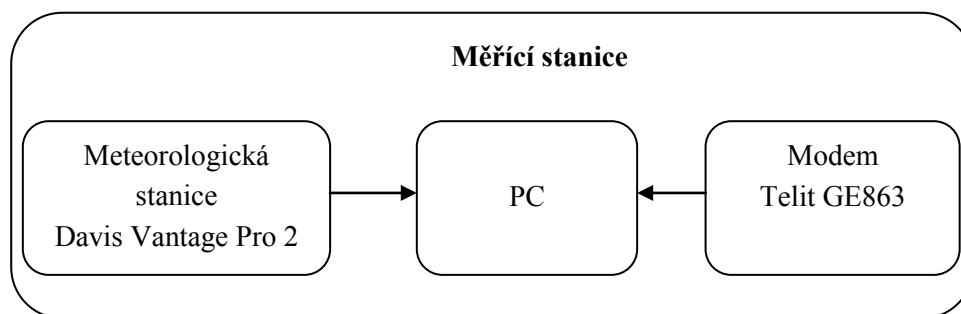 Měřící stanice
Meteorologická
stanice
Davis Vantage Pro 2
PC
Modem
Telit GE863